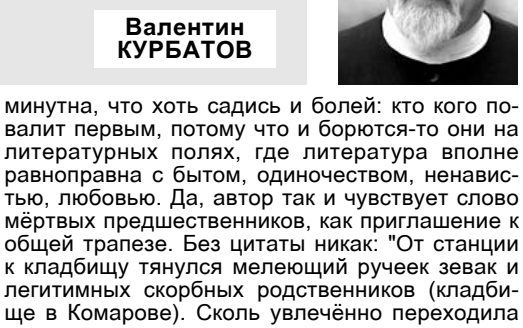 Валентин
КУРБАТОВ
минутна, что хоть садись и болей: кто кого по-
валит первым, потому что и борются-то они на
литературных полях, где литература вполне
равноправна с бытом, одиночеством, ненавис-
тью, любовью. Да, автор так и чувствует слово
мёртвых предшественников, как приглашение к
общей трапезе. Без цитаты никак: "От станции
к кладбищу тянулся мелеющий ручеек зевак и
легитимных скорбных родственников (кладби-
ще в Комарове). Сколь увлечённо переходила